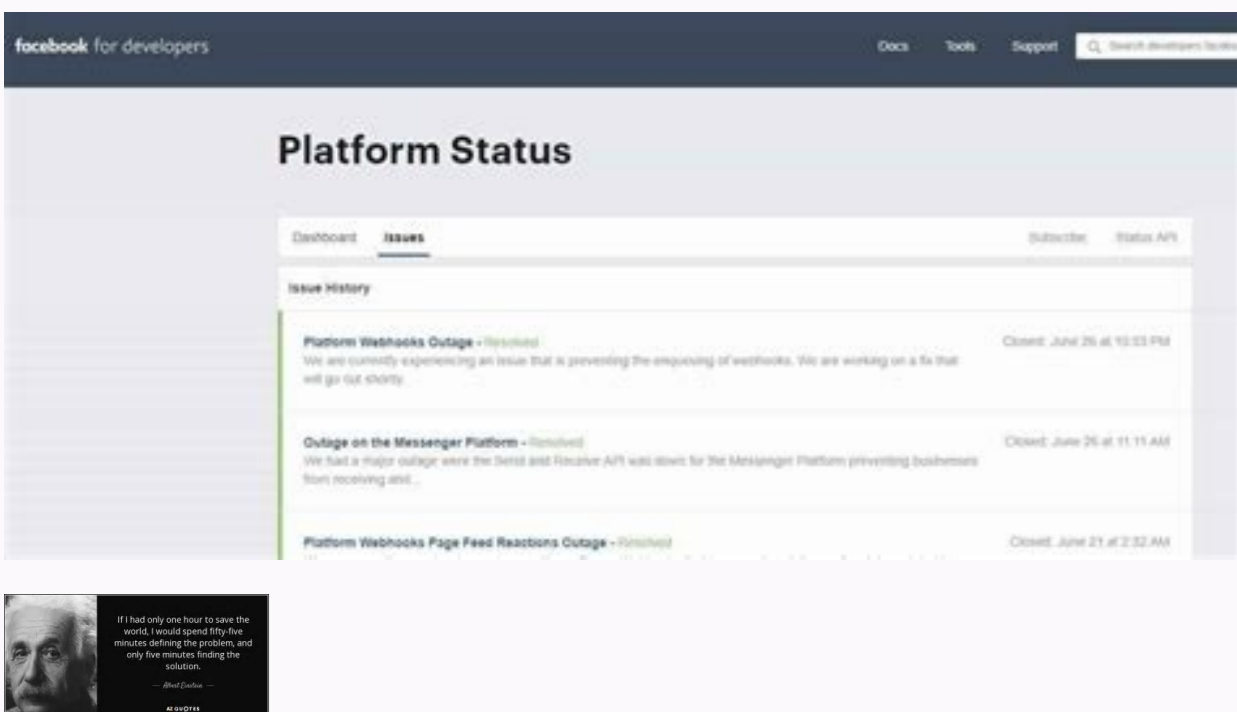 facebook for developers
Docs Tools Support Search developers
Platform Status
Dashboard Issues Subscribe Status API
Issue History
Platform Webhooks Outage - Resolved Closed: June 26 at 10:53 PM
We are currently experiencing an issue that is preventing the enqueuing of webhooks. We are working on a fix that
will go out shortly.
Outage on the Messenger Platform - Resolved Closed: June 26 at 11:11 AM
We had a major outage were the Send and Receive API was down for the Messenger Platform preventing businesses
from receiving and...
Platform Webhooks Page Feed Reactions Outage - Resolved Closed: June 21 at 2:32 AM
If I had only one hour to save the
world, I would spend fifty-five
minutes defining the problem, and
only five minutes finding the
solution.
— Albert Einstein —
AZ QUOTES